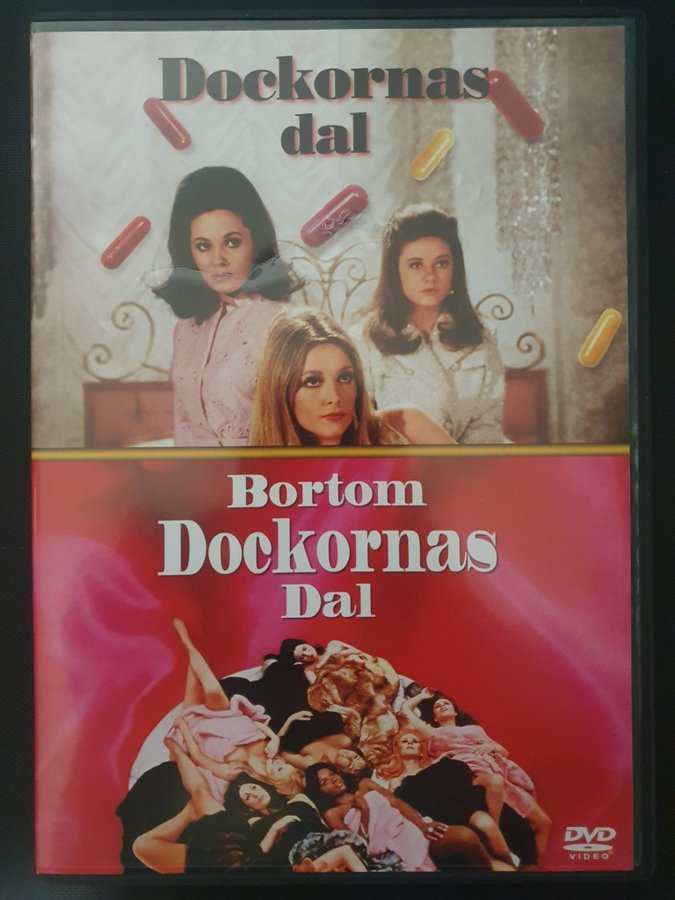 Dockornas
dal
Bortom
Dockornas
Dal
DVD
VIDEO